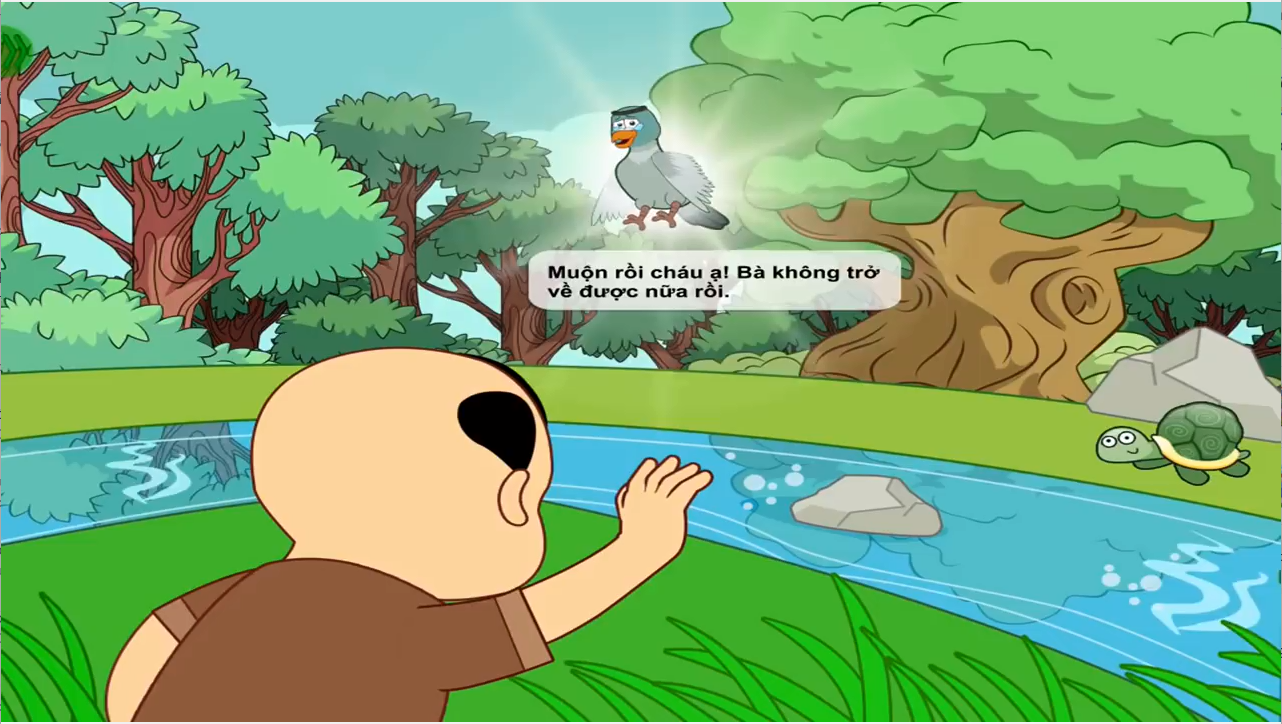 Muộn rồi cháu ạ! Bà không trở
về được nữa rồi.